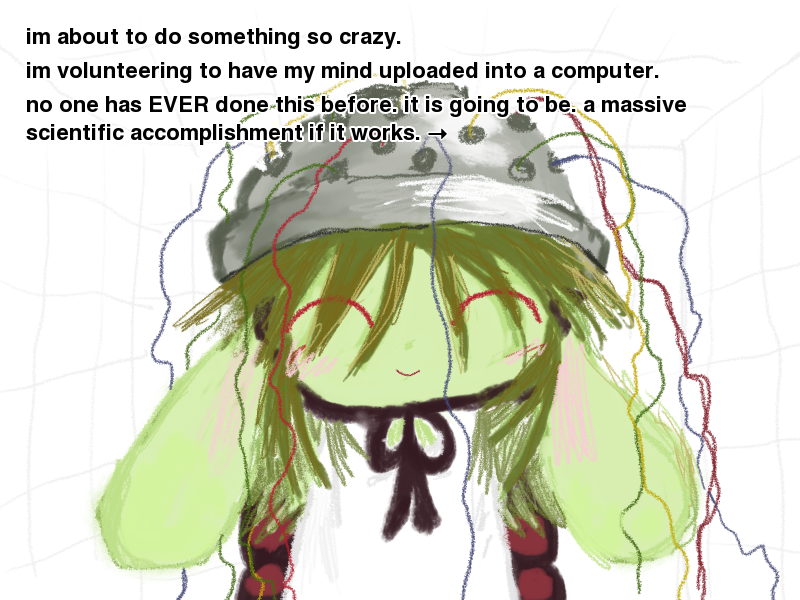 im about to do something so crazy.
im volunteering to have my mind uploaded into a computer.
no one has EVER done this before. it is going to be. a massive
scientific accomplishment if it works. →